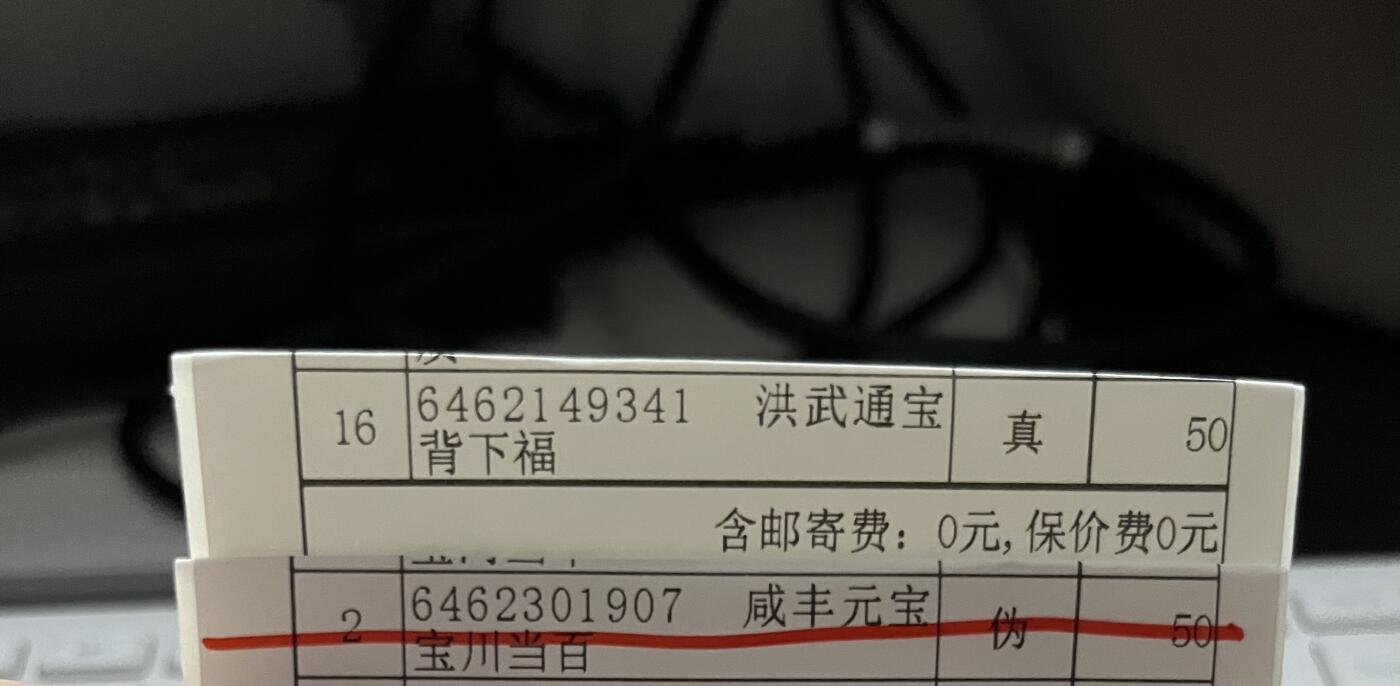 16 6462149341 洪武通宝 真 50
背下福
含邮寄费：0元,保价费0元
2 6462301907 咸丰元宝 伪 50
宝川当百